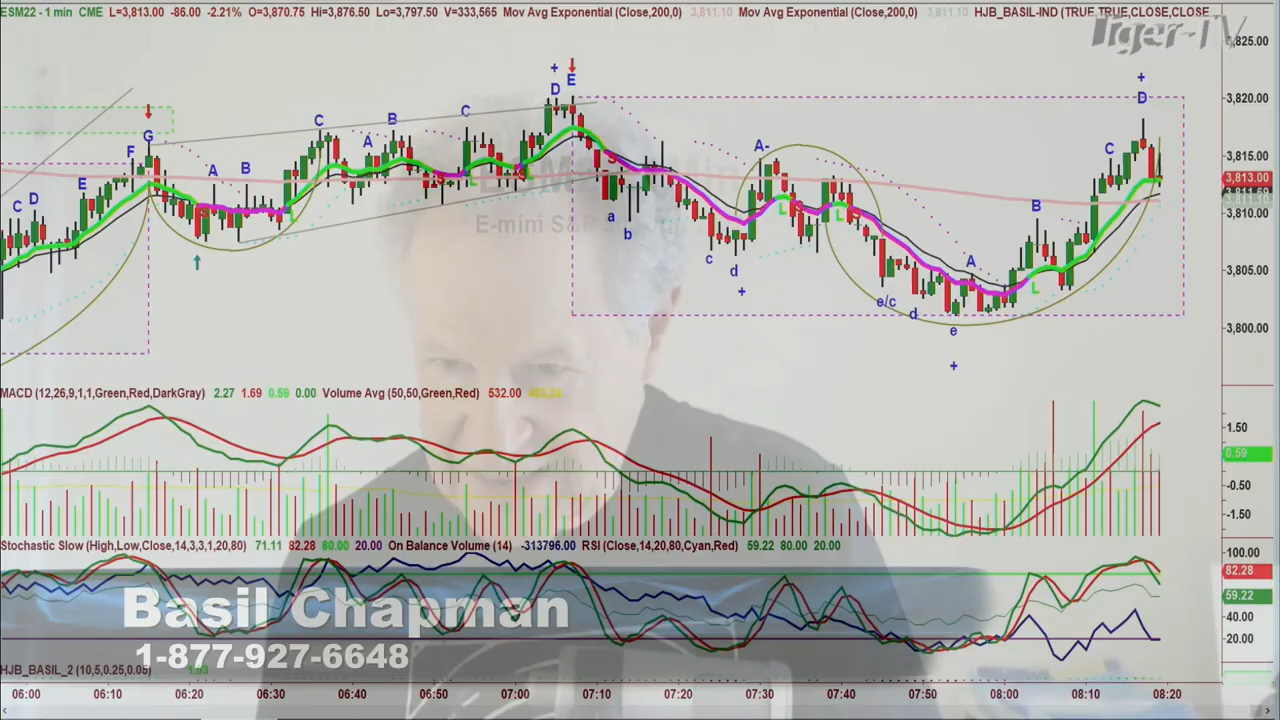 ESM22 - 1 min CME L=3,813.00 -86.00 -2.21% O=3,870.75 Hi=3,876.50 Lo=3,797.50 V=333,565 Mov Avg Exponential (Close,200,0) 3,811.10 Mov Avg Exponential (Close,200,0) 3,811.10 HJB_BASIL-IND (TRUE,TRUE,CLOSE,CLOSE
Tiger-TV
3,825.00
3,820.00
3,815.00
3,813.00
3,811.10
3,810.00
3,805.00
3,800.00
C D E F G A B C A B C + D E
a b c d + A- e/c d e + A B C + D
S L S L S S L L S L
E-mini S&P
MACD (12,26,9,1,1,Green,Red,DarkGray) 2.27 1.69 0.59 0.00 Volume Avg (50,50,Green,Red) 532.00
1.50
0.59
-0.50
-1.50
Stochastic Slow (High,Low,Close,14,3,3,1,20,80) 71.11 82.28 80.00 20.00 On Balance Volume (14) -313796.00 RSI (Close,14,20,80,Cyan,Red) 59.22 80.00 20.00
100.00
82.28
59.22
40.00
20.00
Basil Chapman
1-877-927-6648
HJB_BASIL_2 (10,5,0.25,0.05) 1.03
06:00 06:10 06:20 06:30 06:40 06:50 07:00 07:10 07:20 07:30 07:40 07:50 08:00 08:10 08:20